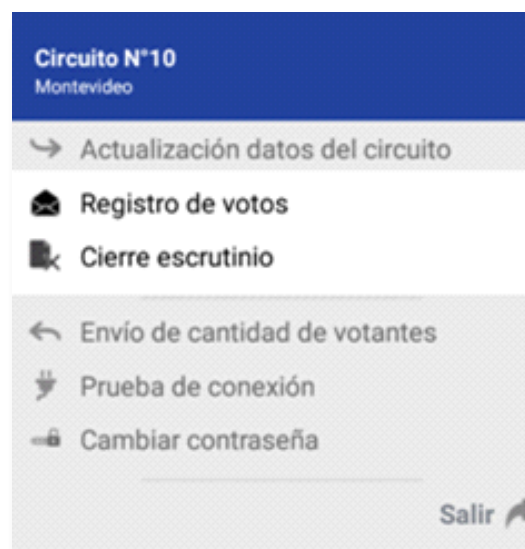 Circuito N°10
Montevideo
Actualización datos del circuito
Registro de votos
Cierre escrutinio
Envío de cantidad de votantes
Prueba de conexión
Cambiar contraseña
Salir